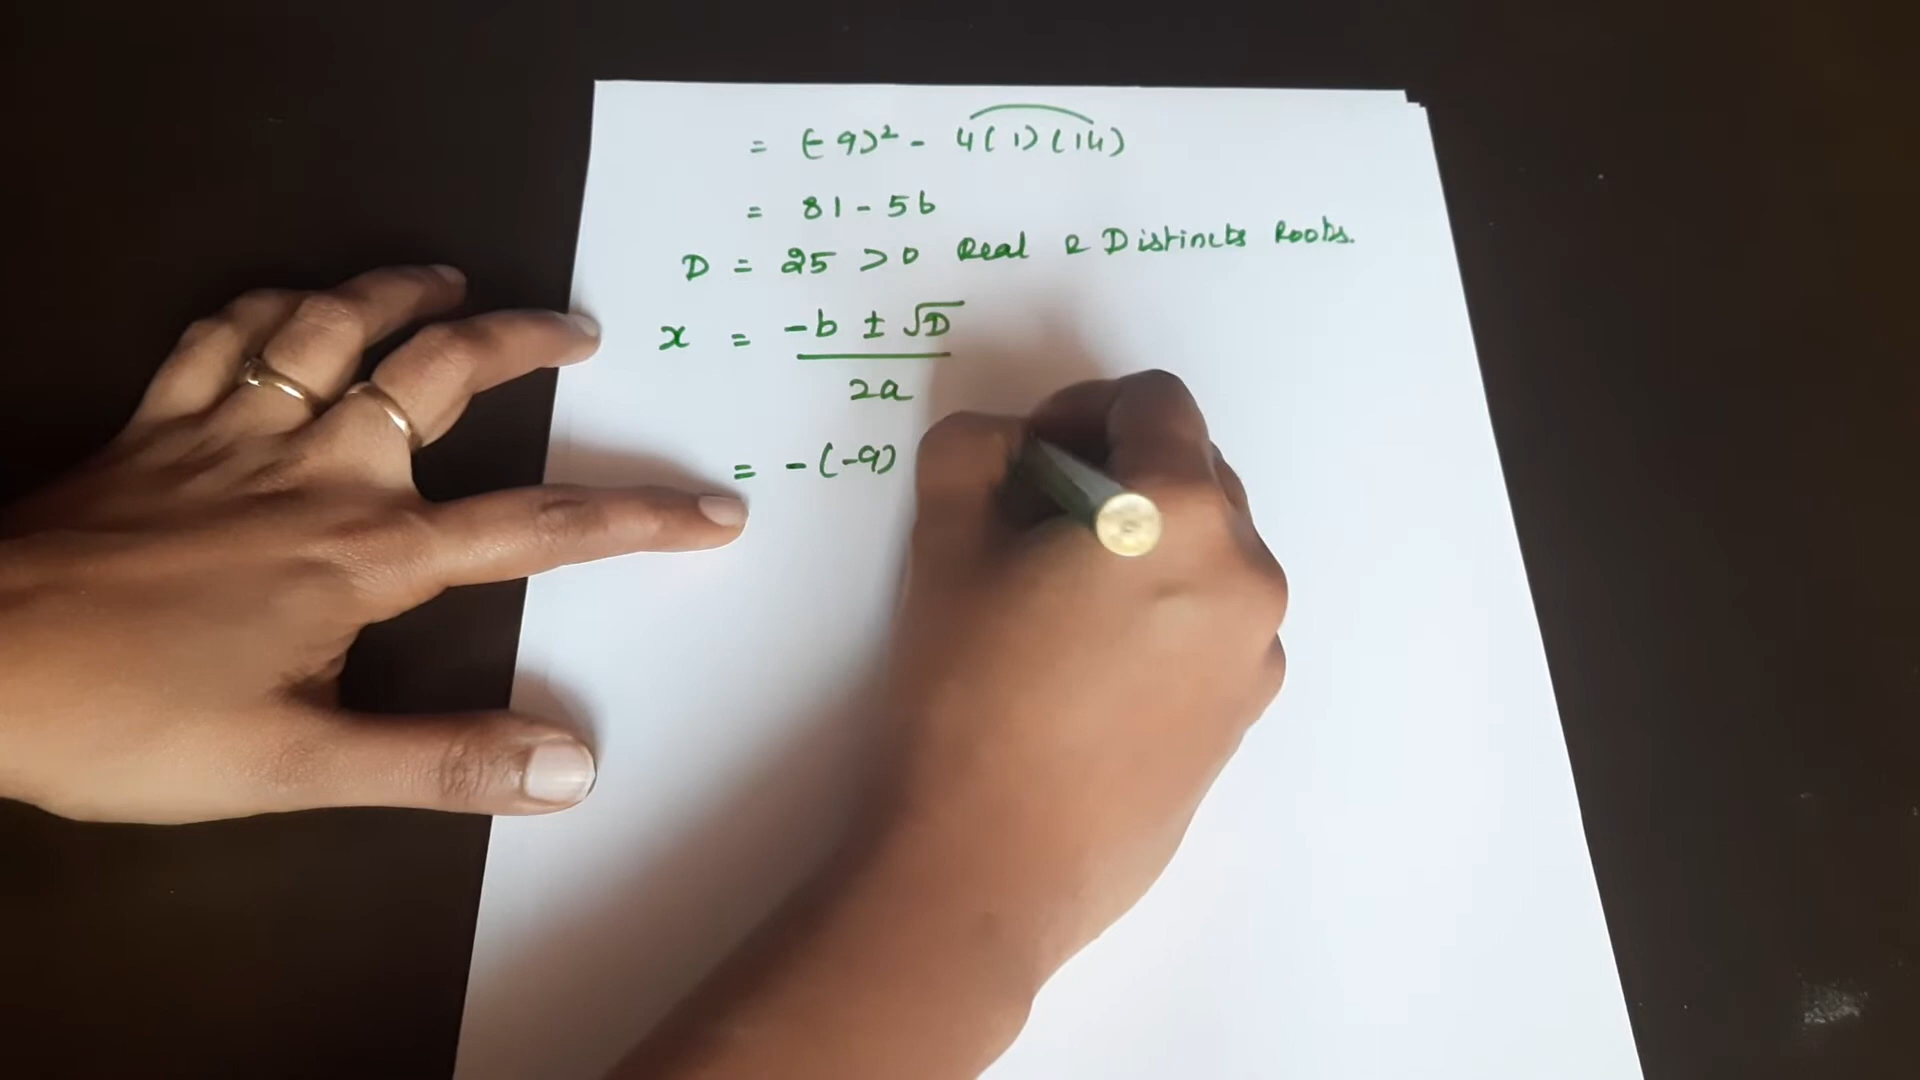 = (-9)² - 4(1)(14)
= 81 - 56
D = 25 > 0 Real & Distincts Roots.
x = -b ± √D
2a
= -(-9)